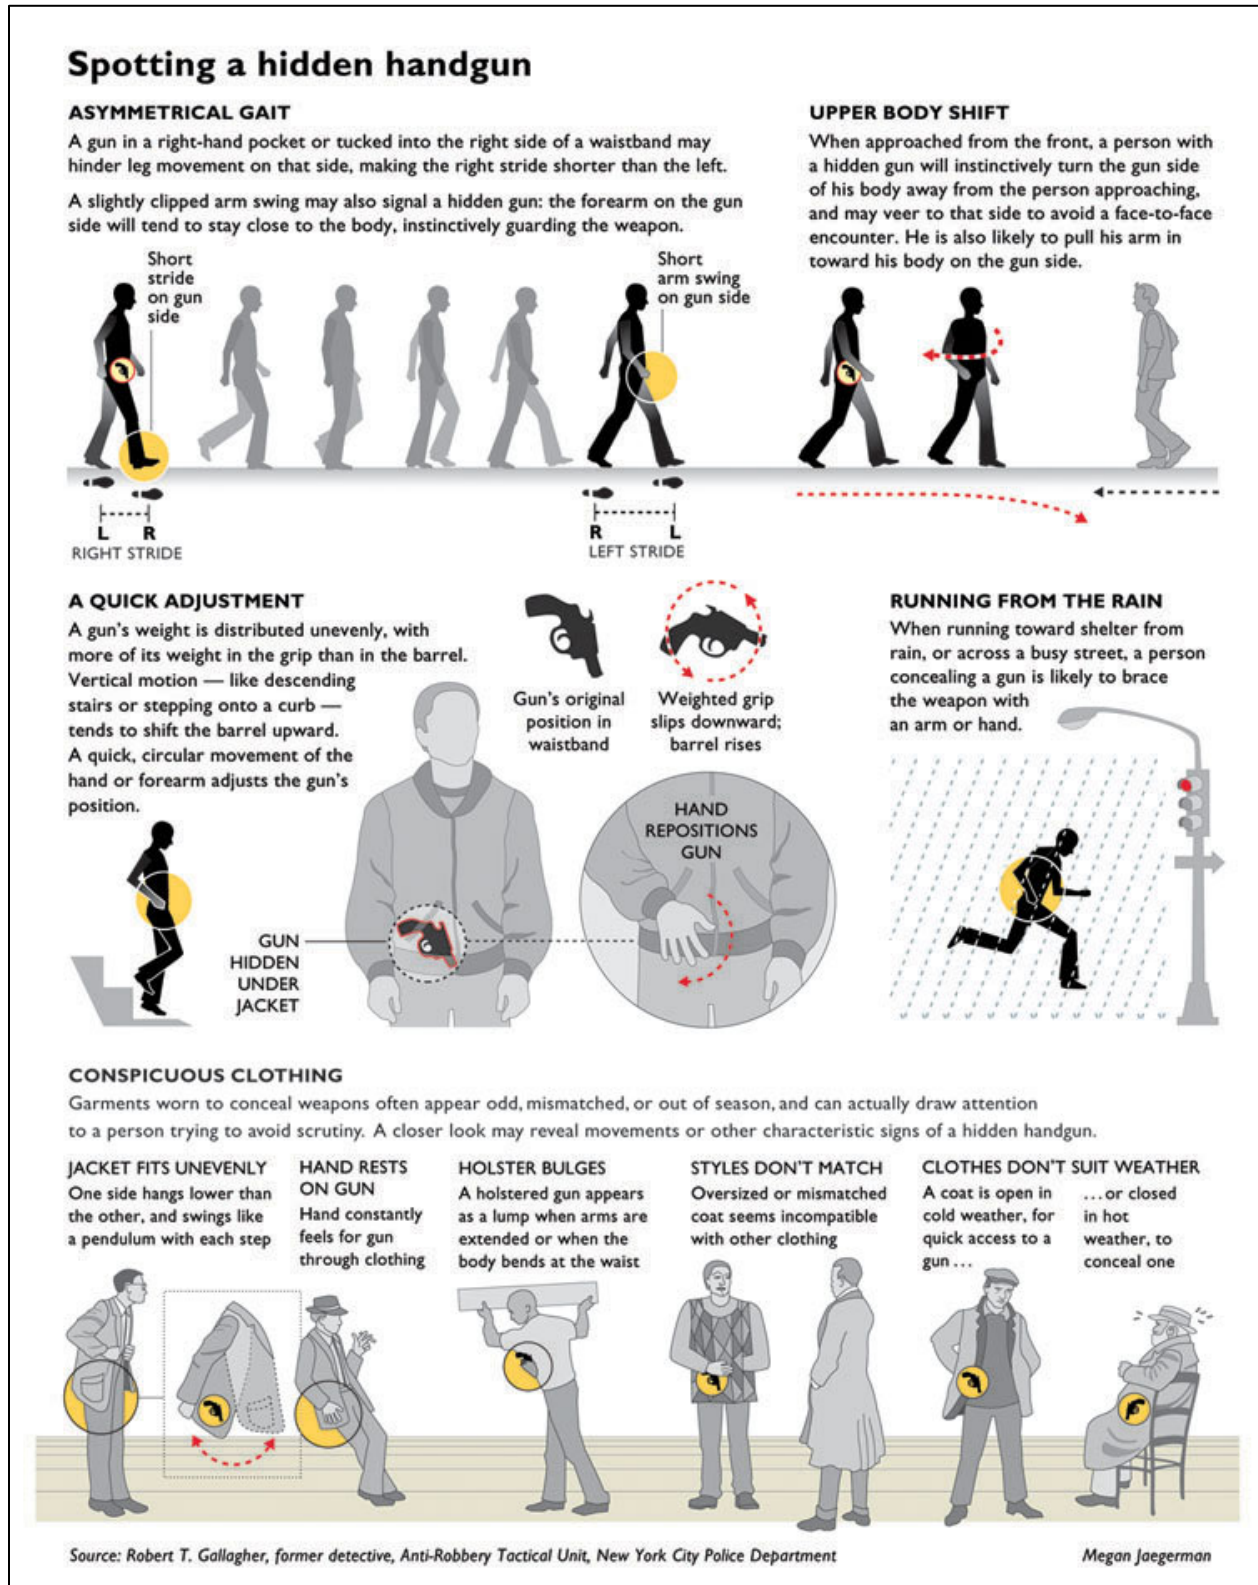 Spotting a hidden handgun
ASYMMETRICAL GAIT
A gun in a right-hand pocket or tucked into the right side of a waistband may
hinder leg movement on that side, making the right stride shorter than the left.
A slightly clipped arm swing may also signal a hidden gun: the forearm on the gun
side will tend to stay close to the body, instinctively guarding the weapon.
Short
stride
on gun
side
Short
arm swing
on gun side
L R
RIGHT STRIDE
R L
LEFT STRIDE
UPPER BODY SHIFT
When approached from the front, a person with
a hidden gun will instinctively turn the gun side
of his body away from the person approaching,
and may veer to that side to avoid a face-to-face
encounter. He is also likely to pull his arm in
toward his body on the gun side.
A QUICK ADJUSTMENT
A gun's weight is distributed unevenly, with
more of its weight in the grip than in the barrel.
Vertical motion — like descending
stairs or stepping onto a curb —
tends to shift the barrel upward.
A quick, circular movement of the
hand or forearm adjusts the gun's
position.
Gun's original
position in
waistband
Weighted grip
slips downward;
barrel rises
HAND
REPOSITIONS
GUN
GUN
HIDDEN
UNDER
JACKET
RUNNING FROM THE RAIN
When running toward shelter from
rain, or across a busy street, a person
concealing a gun is likely to brace
the weapon with
an arm or hand.
CONSPICUOUS CLOTHING
Garments worn to conceal weapons often appear odd, mismatched, or out of season, and can actually draw attention
to a person trying to avoid scrutiny. A closer look may reveal movements or other characteristic signs of a hidden handgun.
JACKET FITS UNEVENLY
One side hangs lower than
the other, and swings like
a pendulum with each step
HAND RESTS
ON GUN
Hand constantly
feels for gun
through clothing
HOLSTER BULGES
A holstered gun appears
as a lump when arms are
extended or when the
body bends at the waist
STYLES DON'T MATCH
Oversized or mismatched
coat seems incompatible
with other clothing
CLOTHES DON'T SUIT WEATHER
A coat is open in
cold weather, for
quick access to a
gun ...
...or closed
in hot
weather, to
conceal one
Source: Robert T. Gallagher, former detective, Anti-Robbery Tactical Unit, New York City Police Department
Megan Jaegerman